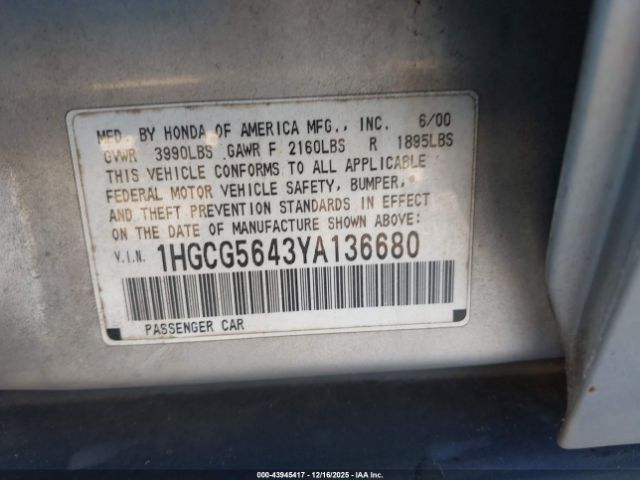 MFD. BY HONDA OF AMERICA MFG., INC. 6/00
GVWR 3990LBS GAWR F 2160LBS R 1895LBS
THIS VEHICLE CONFORMS TO ALL APPLICABLE
FEDERAL MOTOR VEHICLE SAFETY, BUMPER,
AND THEFT PREVENTION STANDARDS IN EFFECT
ON THE DATE OF MANUFACTURE SHOWN ABOVE:
V.I.N. 1HGCG5643YA136680
PASSENGER CAR
000-43945417 - 12/16/2025 - IAA Inc.